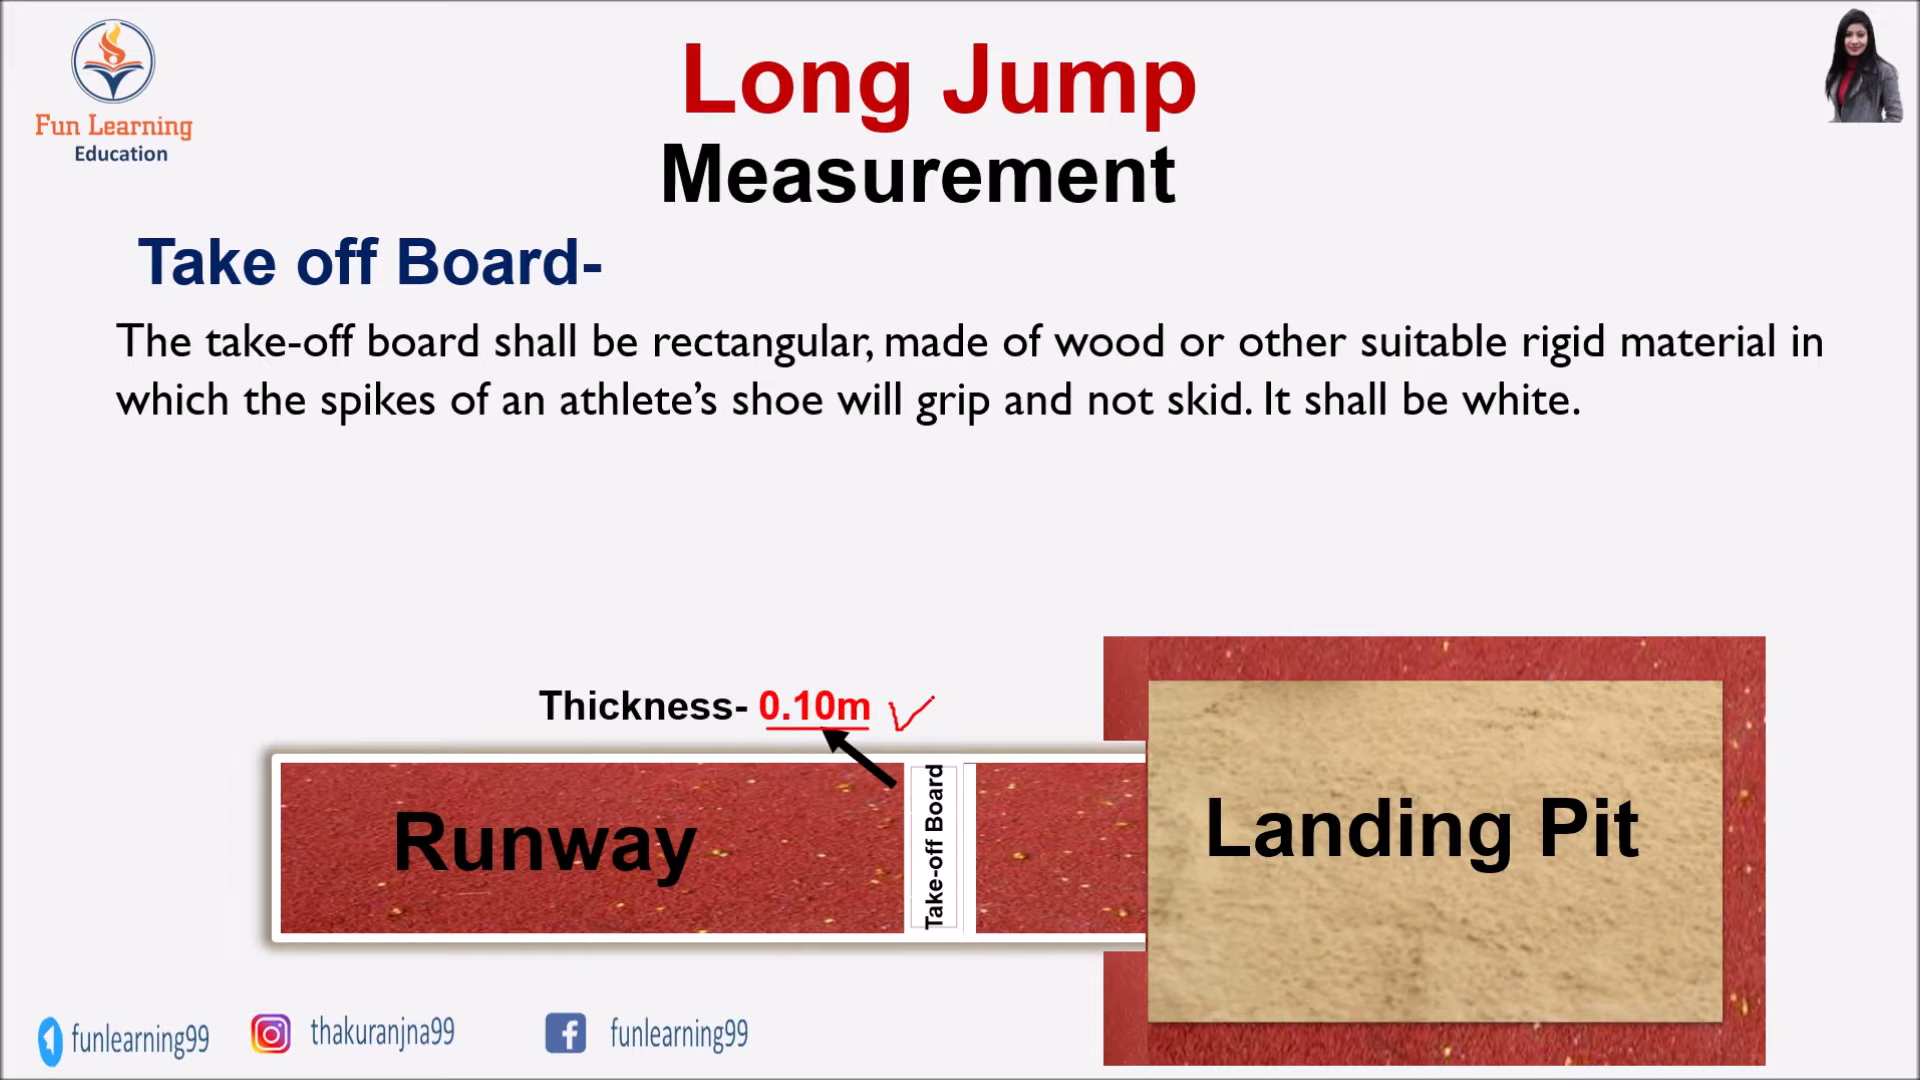 Fun Learning
Education
Long Jump
Measurement
Take off Board-
The take-off board shall be rectangular, made of wood or other suitable rigid material in
which the spikes of an athlete’s shoe will grip and not skid. It shall be white.
Thickness- 0.10m
Runway
Take-off Board
Landing Pit
funlearning99
thakuranjna99
funlearning99